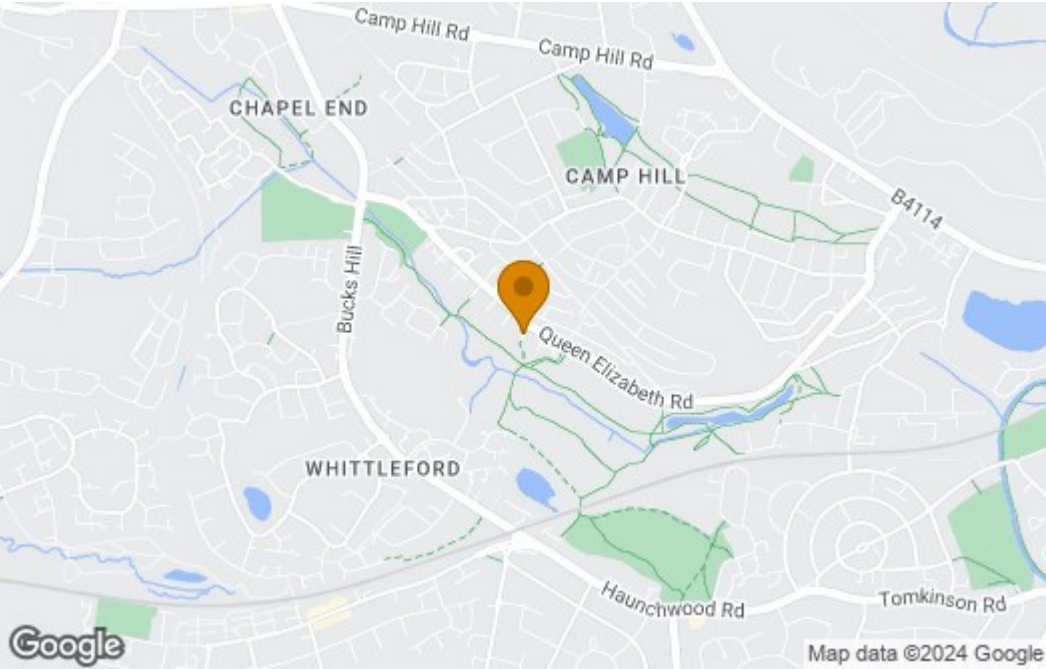 Camp Hill Rd
Camp Hill Rd
CHAPEL END
CAMP HILL
B4114
Bucks Hill
Queen Elizabeth Rd
WHITTLEFORD
Haunchwood Rd
Tomkinson Rd
Google
Map data ©2024 Google